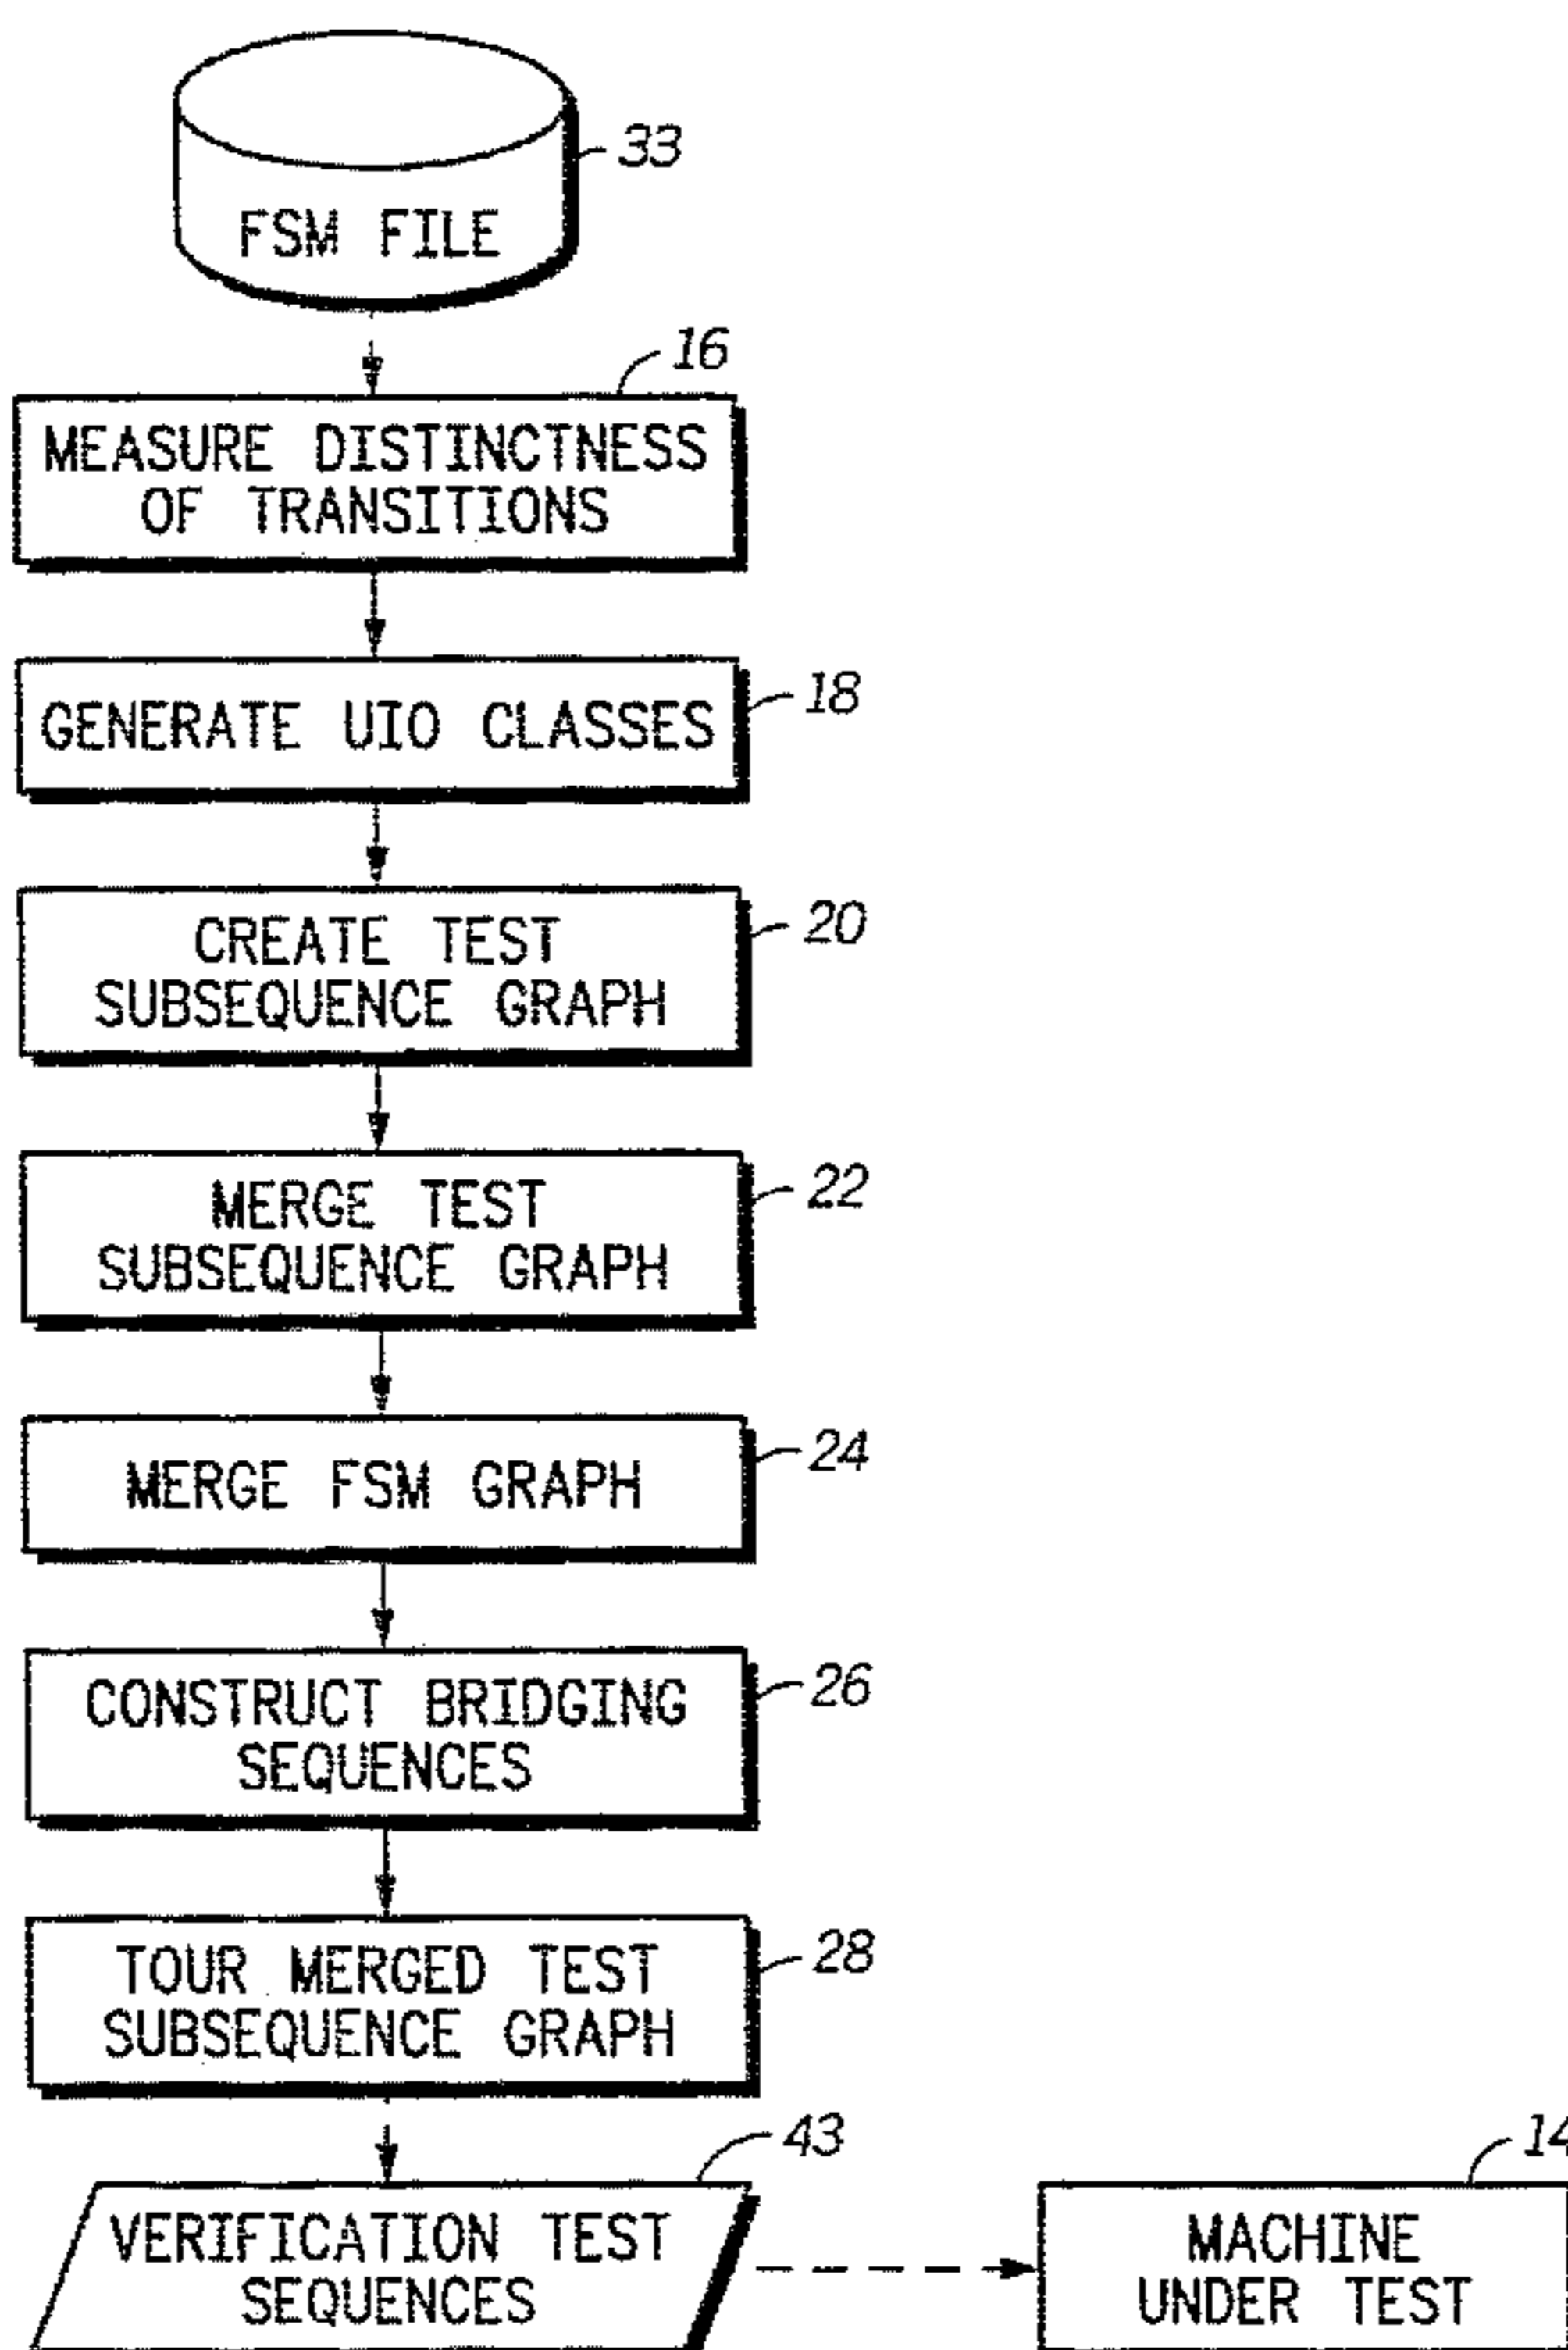 33
FSM FILE
16
MEASURE DISTINCTNESS
OF TRANSITIONS
18
GENERATE UIO CLASSES
20
CREATE TEST
SUBSEQUENCE GRAPH
22
MERGE TEST
SUBSEQUENCE GRAPH
24
MERGE FSM GRAPH
26
CONSTRUCT BRIDGING
SEQUENCES
28
TOUR MERGED TEST
SUBSEQUENCE GRAPH
43
VERIFICATION TEST
SEQUENCES
14
MACHINE
UNDER TEST